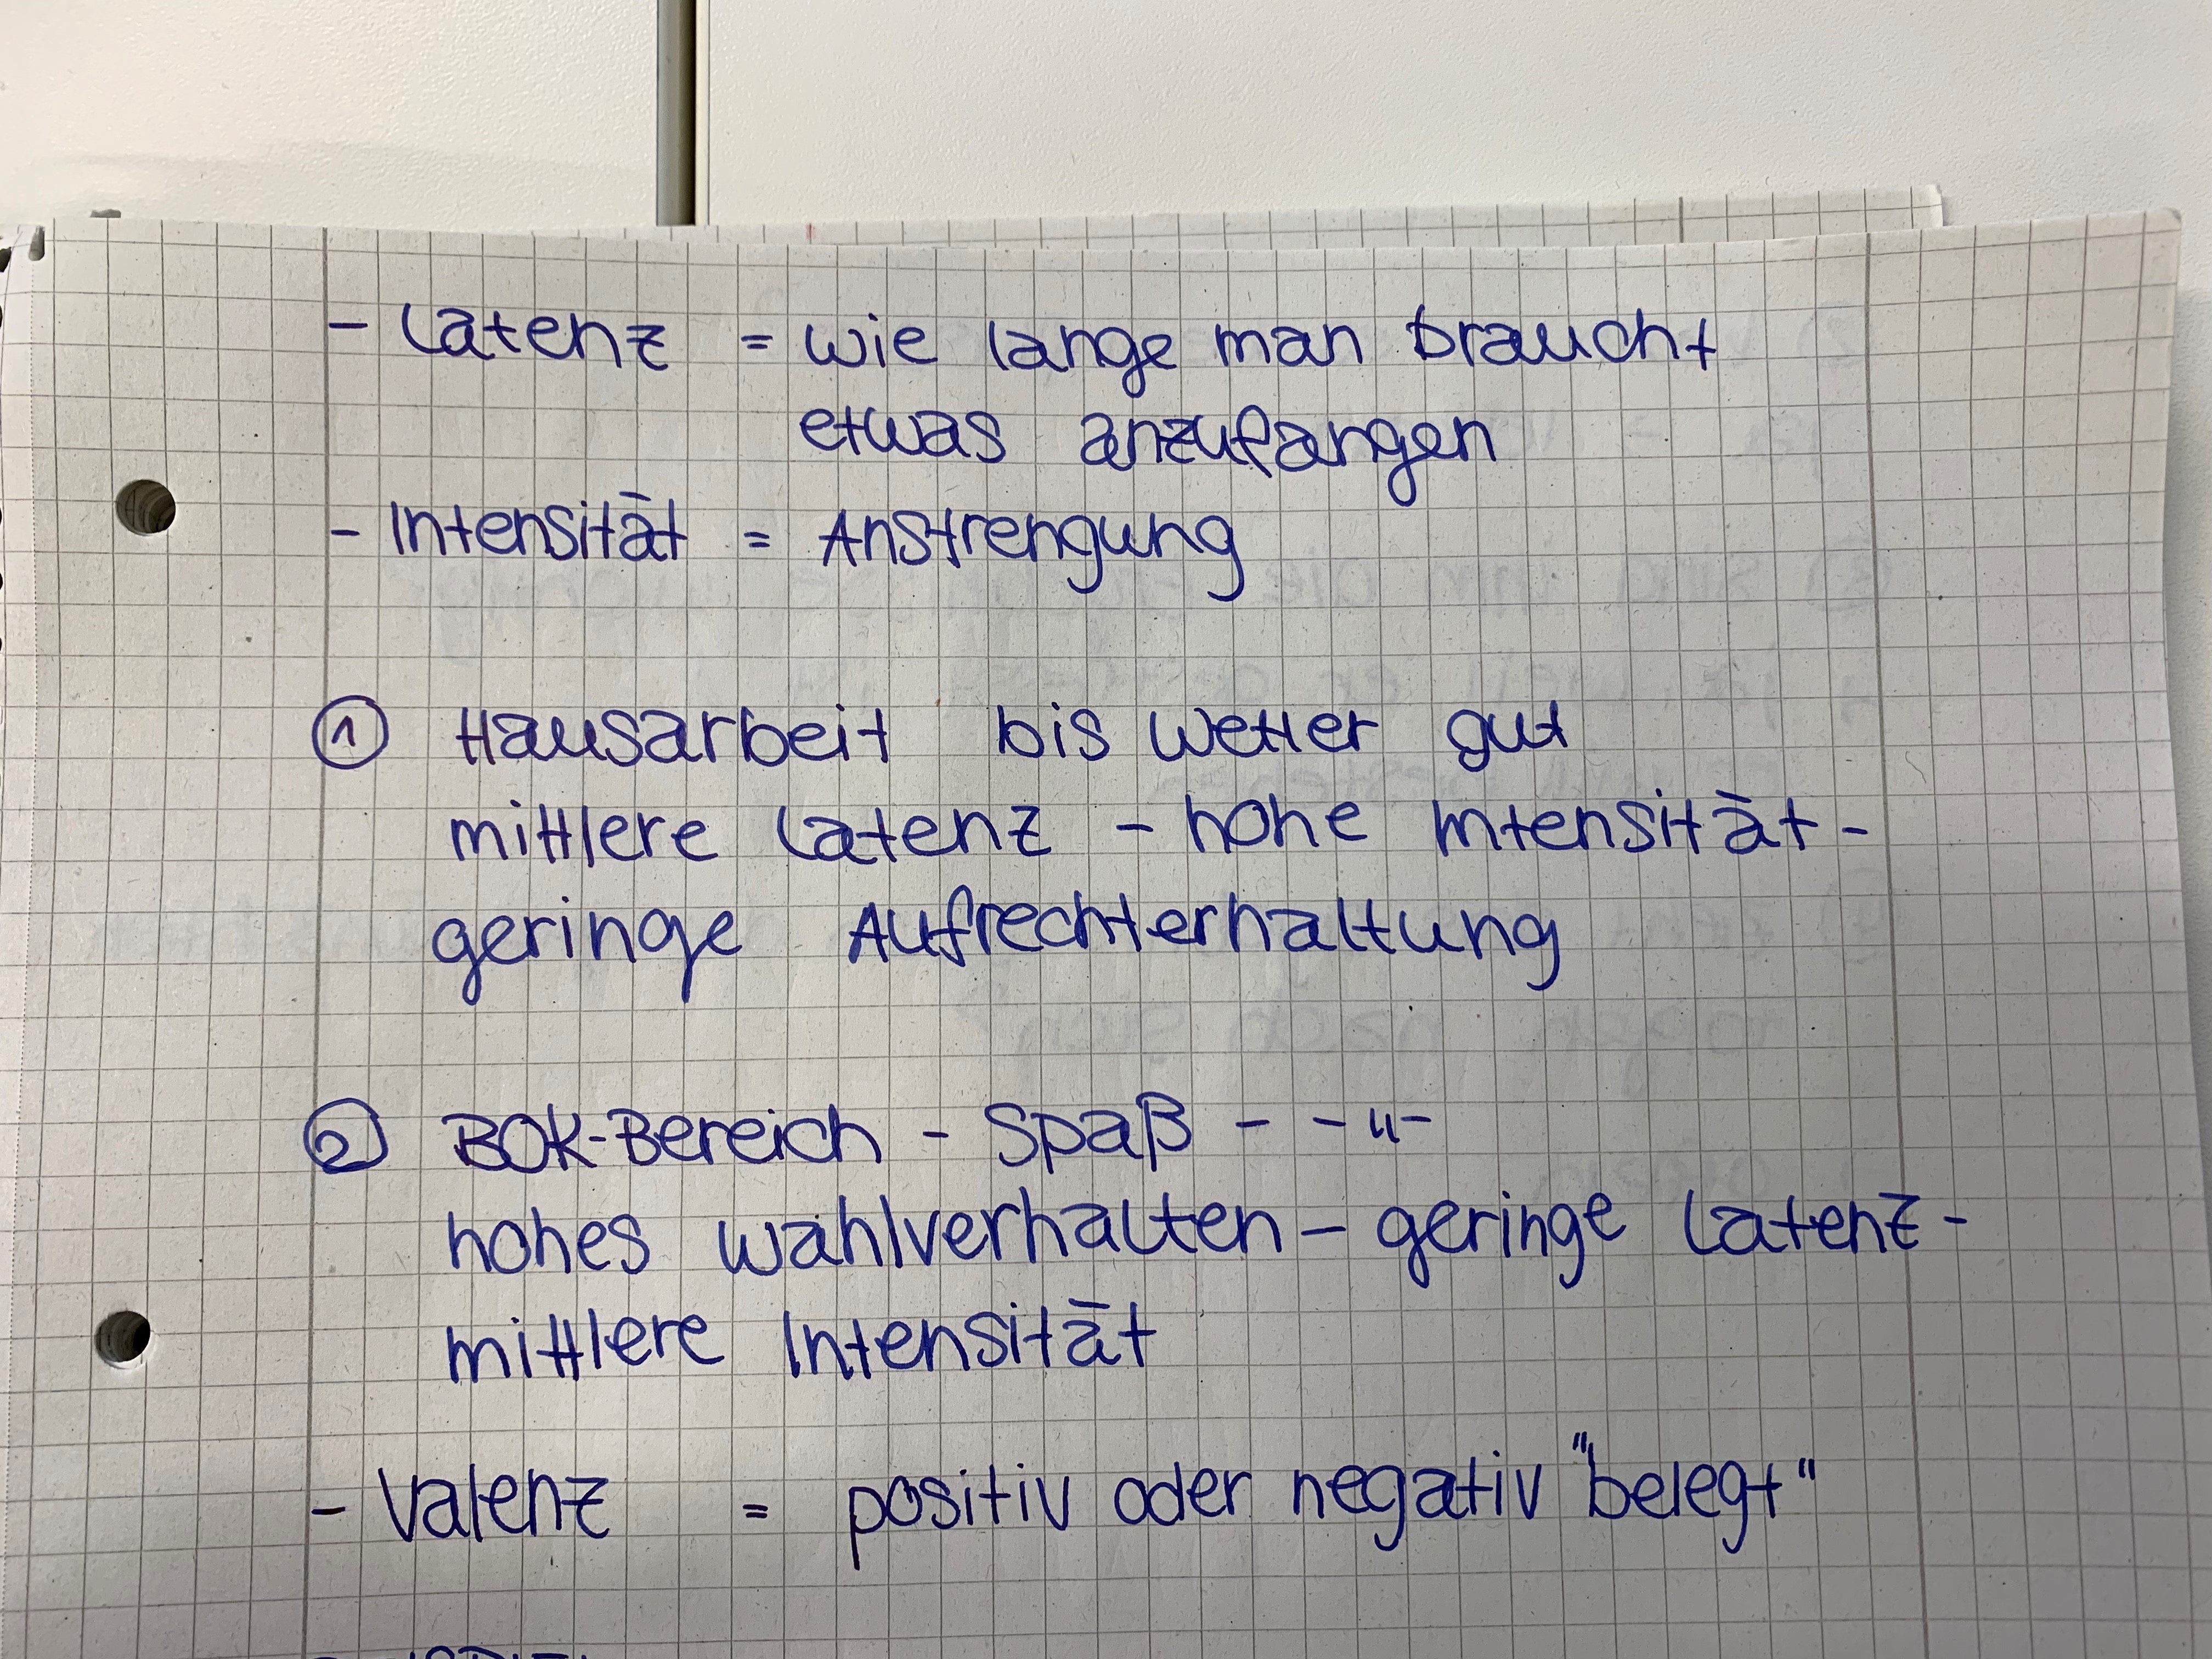 - Latenz = wie lange man braucht
etwas anzufangen
- Intensität = Anstrengung
① Hausarbeit bis Wetter gut
mittlere Latenz - hohe Intensität -
geringe Aufrechterhaltung
② BOK-Bereich - Spaß - - " -
hohes Wahlverhalten - geringe Latenz -
mittlere Intensität
- Valenz = positiv oder negativ "belegt"